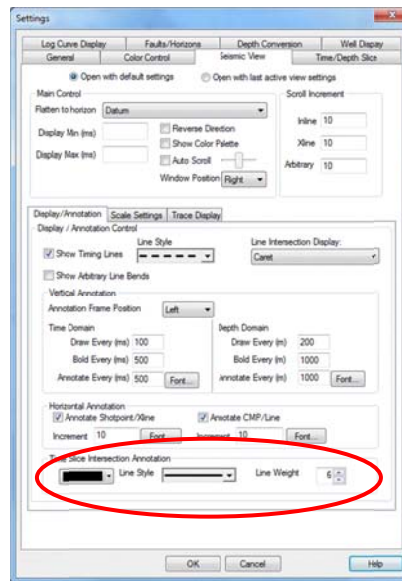 Settings
Log Curve Display Faults/Horizons Depth Conversion Well Dispay
General Color Control Seismic View Time/Depth Slice
Open with default settings Open with last active view settings
Main Control Scroll Increment
Flatten to horizon Datum
Inline 10
Display Min (ms) Reverse Direction
Show Color Palette Xline 10
Display Max (ms)
Auto Scroll Arbitrary 10
Window Position Right
Display/Annotation Scale Settings Trace Display
Display / Annotation Control
Line Style Line Intersection Display:
Show Timing Lines Caret
Show Arbitrary Line Bends
Vertical Annotation
Annotation Frame Position Left
Time Domain Depth Domain
Draw Every (ms) 100 Draw Every (m) 200
Bold Every (ms) 500 Bold Every (m) 1000
Annotate Every (ms) 500 Font... Annotate Every (m) 1000 Font...
Horizontal Annotation
Annotate Shotpoint/Xline Annotate CMP/Line
Increment 10 Font... Increment 10 Font...
Time Slice Intersection Annotation
Line Style Line Weight 6
OK Cancel Help